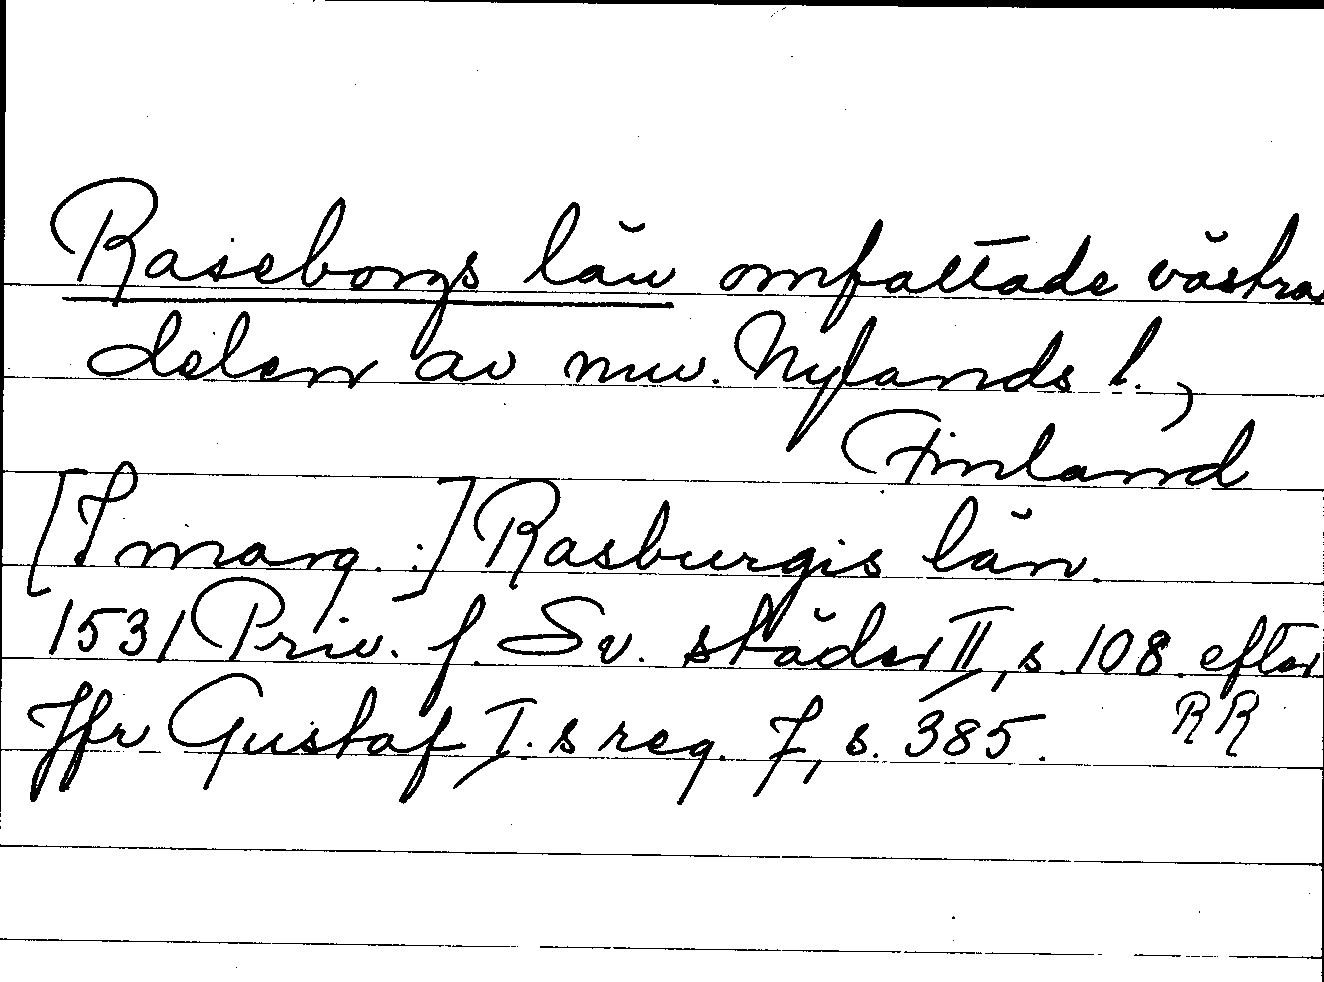 Raseborgs län omfattade västra
delen av nuv. Nylands l.,
Finland
[I marg.:] Rasburgis län.
1531 Priv. f. Sv. städer II, s. 108 efter
RR
Jfr Gustaf I.s reg. 7, s. 385.